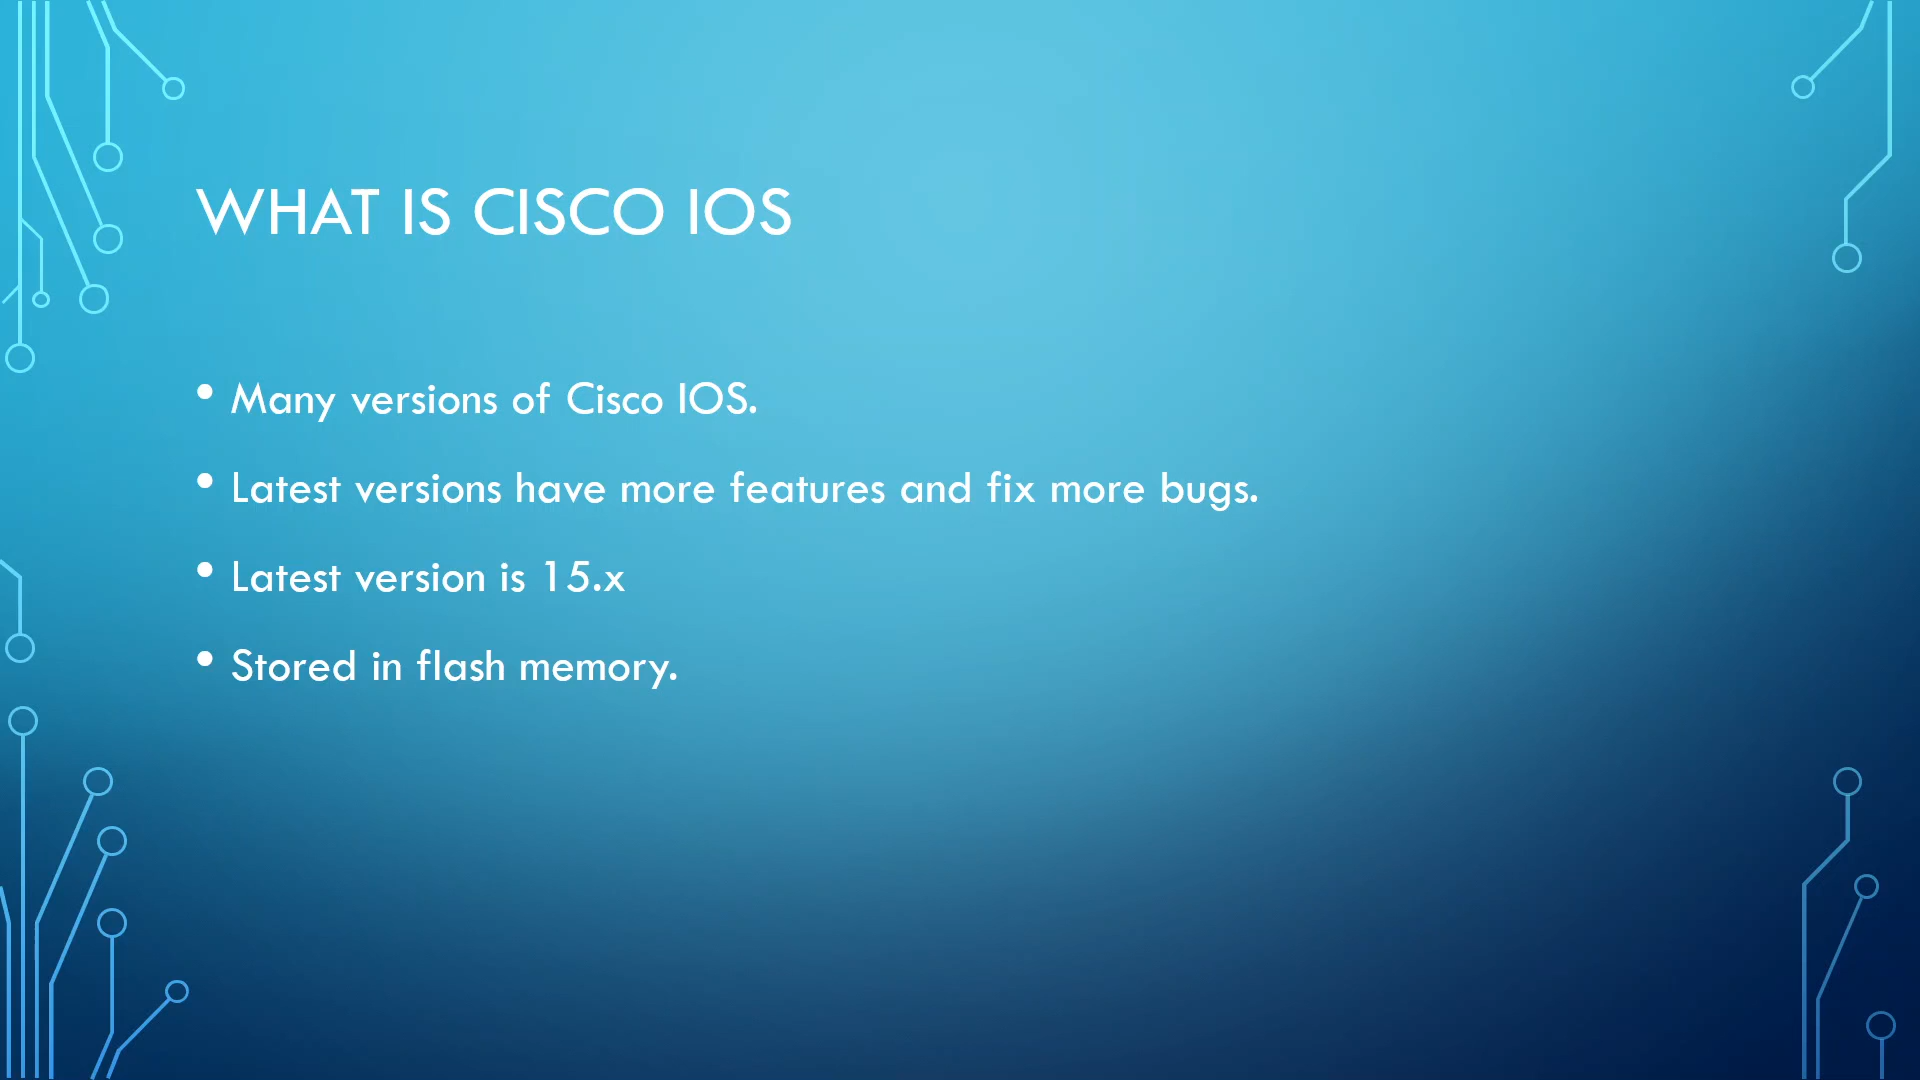 WHAT IS CISCO IOS
• Many versions of Cisco IOS.
• Latest versions have more features and fix more bugs.
• Latest version is 15.x
• Stored in flash memory.